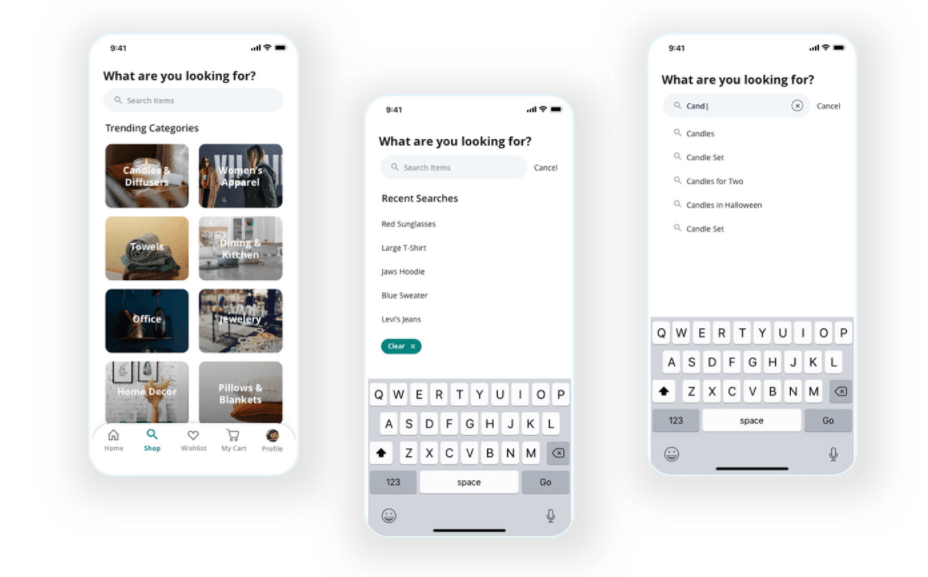 9:41
What are you looking for?
Search Items
Trending Categories
Candles &
Diffusers
Women's
Apparel
Towels
Dining &
Kitchen
Office
Jewelery
Home Decor
Pillows &
Blankets
Home Shop Wishlist My Cart Profile
9:41
What are you looking for?
Search Items Cancel
Recent Searches
Red Sunglasses
Large T-Shirt
Jaws Hoodie
Blue Sweater
Levi's Jeans
Clear ×
Q W E R T Y U I O P
A S D F G H J K L
Z X C V B N M
123 space Go
9:41
What are you looking for?
Cand Cancel
Candles
Candle Set
Candles for Two
Candles in Halloween
Candle Set
Q W E R T Y U I O P
A S D F G H J K L
Z X C V B N M
123 space Go